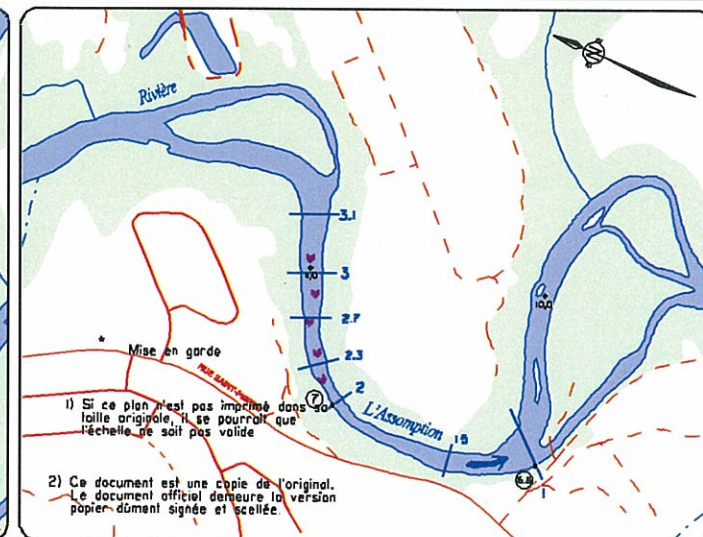 Rivière
N
3.1
3
2.7
2.3
2
7
10,0
Mise en garde
1) Si ce plan n'est pas imprimé dans sa
taille originale, il se pourrait que
l'échelle ne soit pas valide
L'Assomption
15
1
2) Ce document est une copie de l'original.
Le document officiel demeure la version
papier dûment signée et scellée.